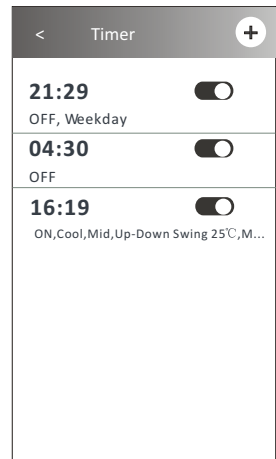 < Timer +
21:29
OFF, Weekday
04:30
OFF
16:19
ON,Cool,Mid,Up-Down Swing 25℃,M...